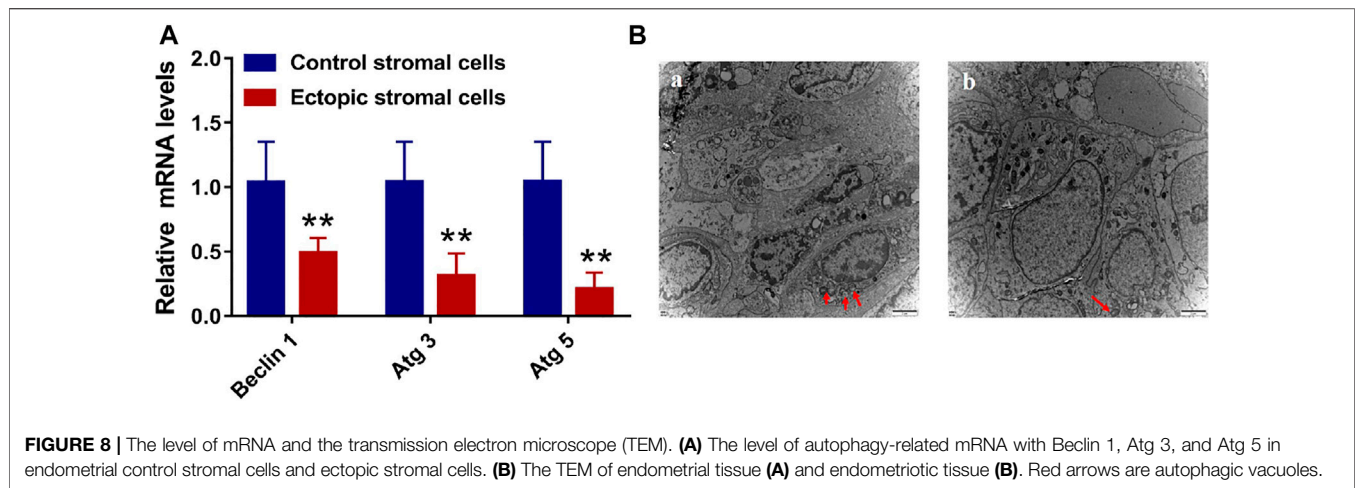 A
B
2.0
1.5
1.0
0.5
0.0
Relative mRNA levels
Control stromal cells
Ectopic stromal cells
**
**
**
Beclin 1
Atg 3
Atg 5
a
b
FIGURE 8 | The level of mRNA and the transmission electron microscope (TEM). (A) The level of autophagy-related mRNA with Beclin 1, Atg 3, and Atg 5 in
endometrial control stromal cells and ectopic stromal cells. (B) The TEM of endometrial tissue (A) and endometriotic tissue (B). Red arrows are autophagic vacuoles.